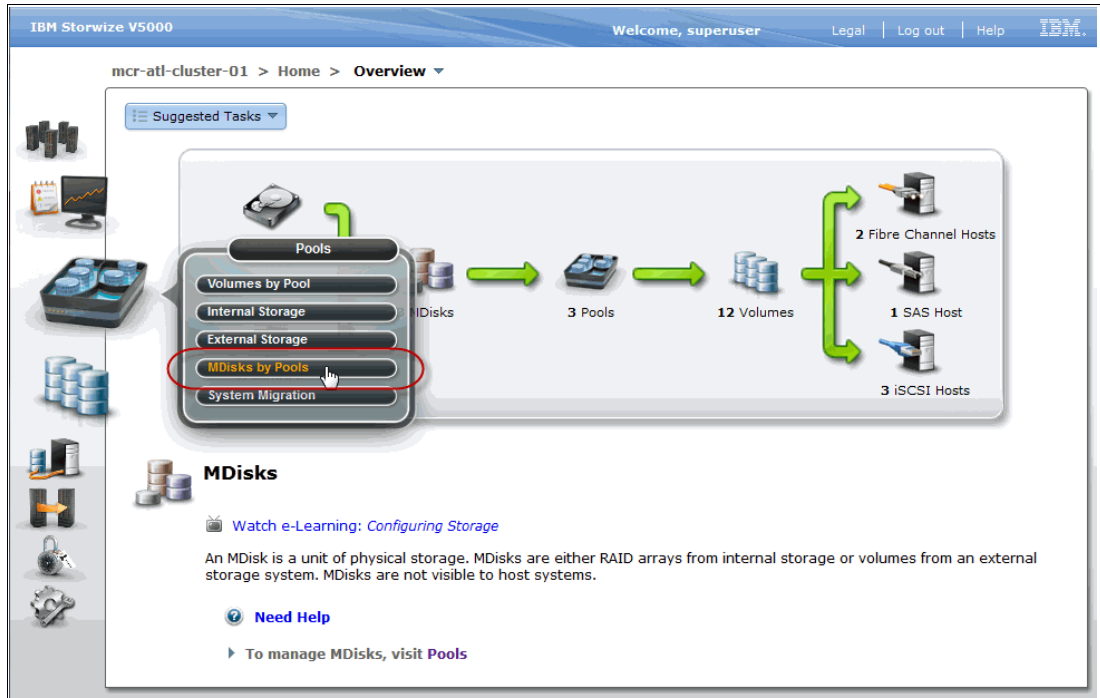 IBM Storwize V5000
Welcome, superuser
Legal | Log out | Help
IBM.
mcr-atl-cluster-01 > Home > Overview
Suggested Tasks
Pools
Volumes by Pool
Internal Storage
External Storage
MDisks by Pools
System Migration
MDisks
3 Pools
12 Volumes
2 Fibre Channel Hosts
1 SAS Host
3 iSCSI Hosts
MDisks
Watch e-Learning: Configuring Storage
An MDisk is a unit of physical storage. MDisks are either RAID arrays from internal storage or volumes from an external
storage system. MDisks are not visible to host systems.
Need Help
To manage MDisks, visit Pools